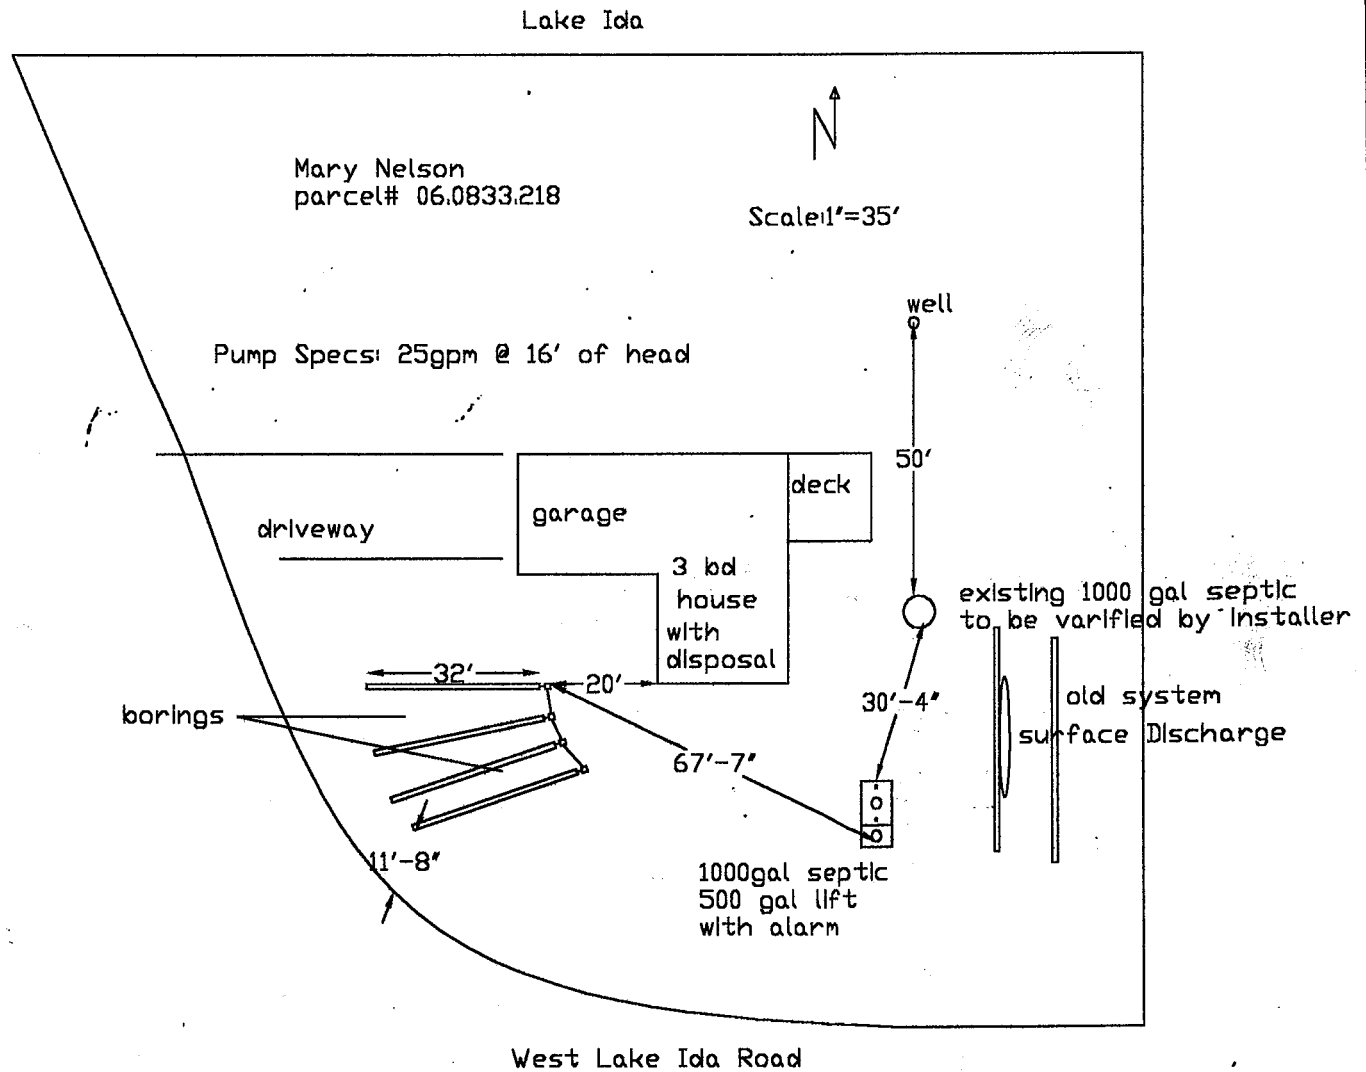 Lake Ida
N
Mary Nelson
parcel# 06.0833.218
Scale:1"=35'
well
Pump Specs: 25gpm @ 16' of head
50'
deck
garage
driveway
3 bd
house
with
disposal
existing 1000 gal septic
to be varified by installer
32'
20'
30'-4"
old system
surface Discharge
borings
67'-7"
11'-8"
1000gal septic
500 gal lift
with alarm
West Lake Ida Road